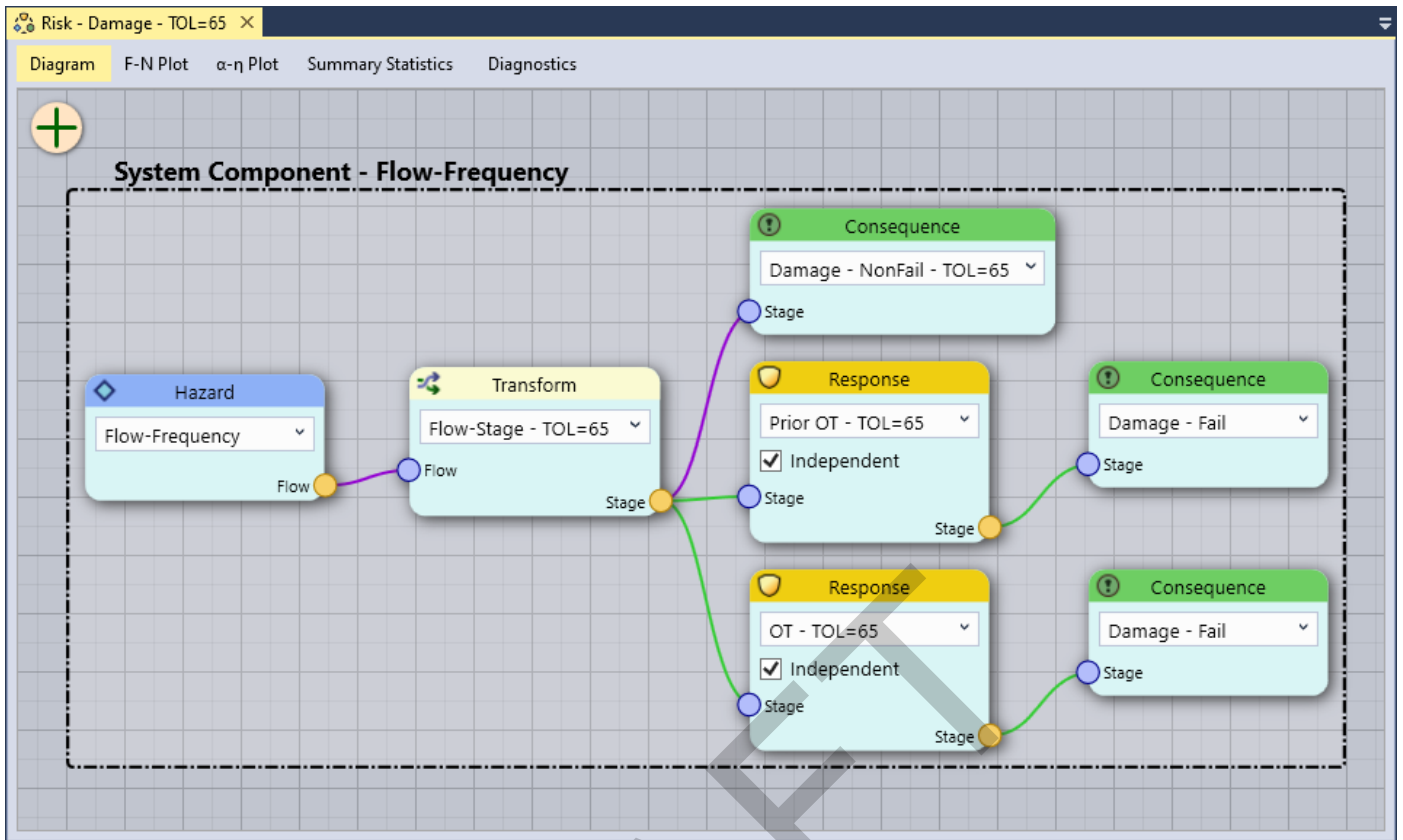 Risk - Damage - TOL=65
Diagram F-N Plot α-η Plot Summary Statistics Diagnostics
System Component - Flow-Frequency
Hazard
Flow-Frequency
Flow
Transform
Flow-Stage - TOL=65
Flow
Stage
Consequence
Damage - NonFail - TOL=65
Stage
Response
Prior OT - TOL=65
Independent
Stage
Stage
Consequence
Damage - Fail
Stage
Response
OT - TOL=65
Independent
Stage
Stage
Consequence
Damage - Fail
Stage